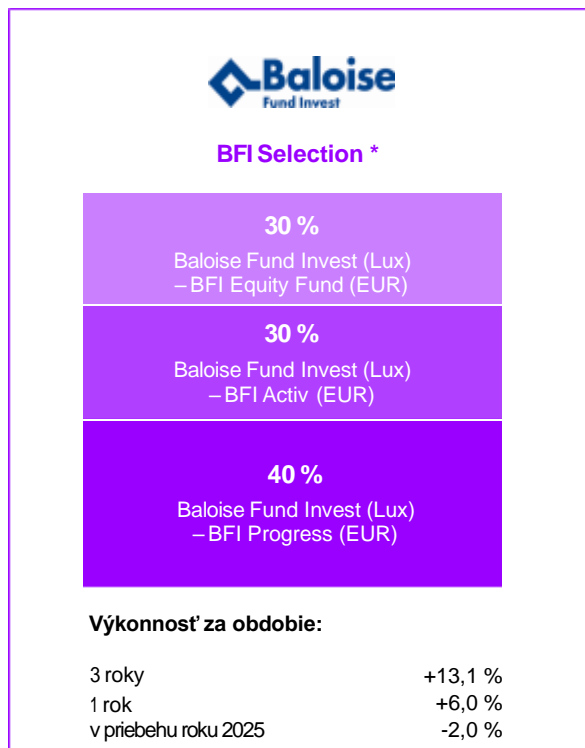 Baloise
Fund Invest
BFI Selection *
30 %
Baloise Fund Invest (Lux)
– BFI Equity Fund (EUR)
30 %
Baloise Fund Invest (Lux)
– BFI Activ (EUR)
40 %
Baloise Fund Invest (Lux)
– BFI Progress (EUR)
Výkonnosť za obdobie:
3 roky +13,1 %
1 rok +6,0 %
v priebehu roku 2025 -2,0 %